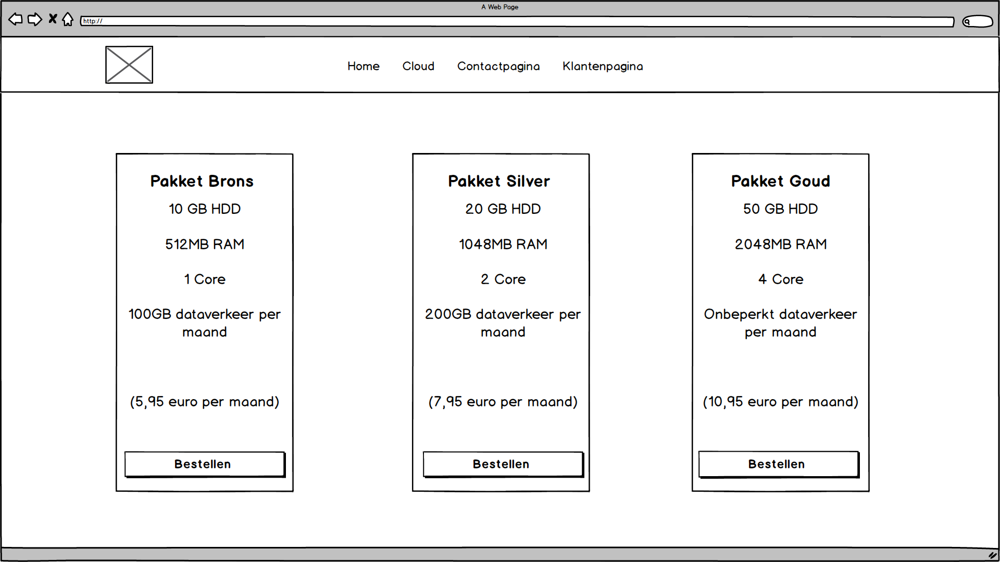 A Web Page
http://
Home Cloud Contactpagina Klantenpagina
Pakket Brons
10 GB HDD
512MB RAM
1 Core
100GB dataverkeer per
maand
(5,95 euro per maand)
Bestellen
Pakket Silver
20 GB HDD
1048MB RAM
2 Core
200GB dataverkeer per
maand
(7,95 euro per maand)
Bestellen
Pakket Goud
50 GB HDD
2048MB RAM
4 Core
Onbeperkt dataverkeer
per maand
(10,95 euro per maand)
Bestellen